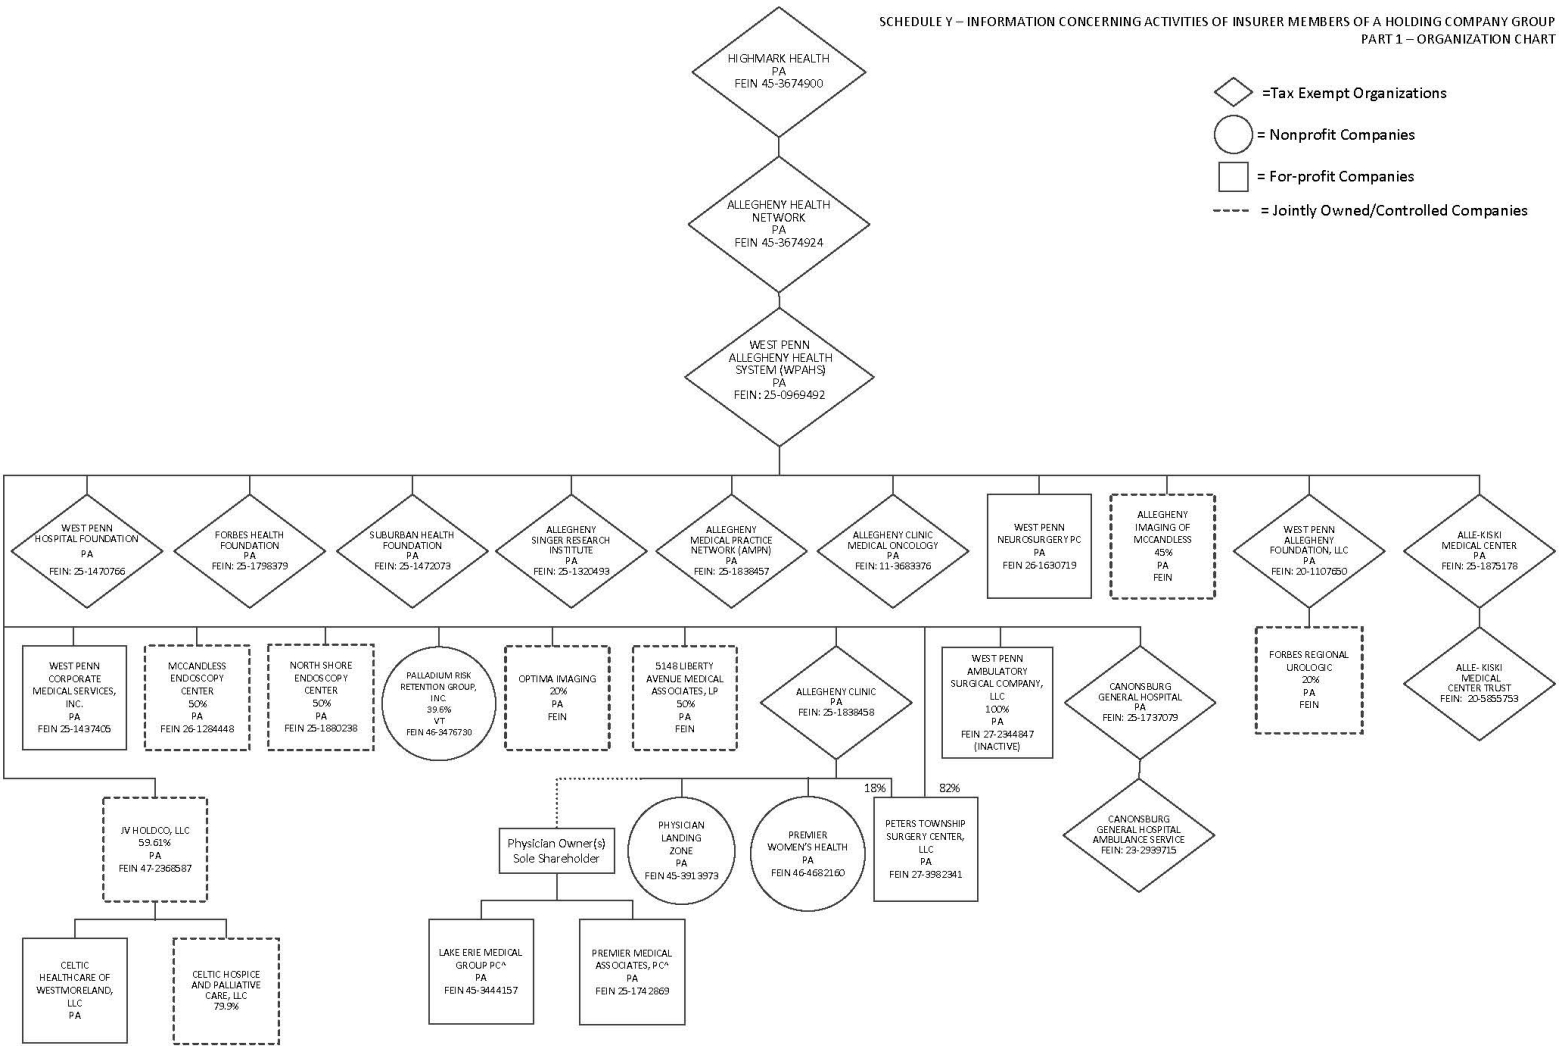 SCHEDULE Y – INFORMATION CONCERNING ACTIVITIES OF INSURER MEMBERS OF A HOLDING COMPANY GROUP
PART 1 – ORGANIZATION CHART
=Tax Exempt Organizations
= Nonprofit Companies
= For-profit Companies
= Jointly Owned/Controlled Companies
HIGHMARK HEALTH
PA
FEIN 45-3674900
ALLEGHENY HEALTH
NETWORK
PA
FEIN 45-3674924
WEST PENN
ALLEGHENY HEALTH
SYSTEM (WPAHS)
PA
FEIN: 25-0969492
WEST PENN
HOSPITAL FOUNDATION
PA
FEIN: 25-1470766
FORBES HEALTH
FOUNDATION
PA
FEIN: 25-1798379
SUBURBAN HEALTH
FOUNDATION
PA
FEIN: 25-1472073
ALLEGHENY
SINGER RESEARCH
INSTITUTE
PA
FEIN: 25-1320493
ALLEGHENY
MEDICAL PRACTICE
NETWORK (AMPN)
PA
FEIN: 25-1838457
ALLEGHENY CLINIC
MEDICAL ONCOLOGY
PA
FEIN: 11-3683376
WEST PENN
NEUROSURGERY PC
PA
FEIN 26-1630719
ALLEGHENY
IMAGING OF
MCCANDLESS
45%
PA
FEIN
WEST PENN
ALLEGHENY
FOUNDATION, LLC
PA
FEIN: 20-1107650
ALLE-KISKI
MEDICAL CENTER
PA
FEIN: 25-1875178
WEST PENN
CORPORATE
MEDICAL SERVICES,
INC.
PA
FEIN 25-1437405
MCCANDLESS
ENDOSCOPY
CENTER
50%
PA
FEIN 26-1284448
NORTH SHORE
ENDOSCOPY
CENTER
50%
PA
FEIN 25-1880238
PALLADIUM RISK
RETENTION GROUP,
INC.
39.6%
VT
FEIN 46-3476730
OPTIMA IMAGING
20%
PA
FEIN
5148 LIBERTY
AVENUE MEDICAL
ASSOCIATES, LP
50%
PA
FEIN
ALLEGHENY CLINIC
PA
FEIN: 25-1838458
WEST PENN
AMBULATORY
SURGICAL COMPANY,
LLC
100%
PA
FEIN 27-2344847
(INACTIVE)
CANONSBURG
GENERAL HOSPITAL
PA
FEIN: 25-1737079
FORBES REGIONAL
UROLOGIC
20%
PA
FEIN
ALLE- KISKI
MEDICAL
CENTER TRUST
FEIN: 20-5855753
JV HOLDCO, LLC
59.61%
PA
FEIN 47-2368587
Physician Owner(s)
Sole Shareholder
PHYSICIAN
LANDING
ZONE
PA
FEIN 45-3913973
PREMIER
WOMEN'S HEALTH
PA
FEIN 46-4682160
18%
82%
PETERS TOWNSHIP
SURGERY CENTER,
LLC
PA
FEIN 27-3982341
CANONSBURG
GENERAL HOSPITAL
AMBULANCE SERVICE
FEIN: 23-2939715
CELTIC
HEALTHCARE OF
WESTMORELAND,
LLC
PA
CELTIC HOSPICE
AND PALLIATIVE
CARE, LLC
79.9%
LAKE ERIE MEDICAL
GROUP PC^
PA
FEIN 45-3444157
PREMIER MEDICAL
ASSOCIATES, PC^
PA
FEIN 25-1742869